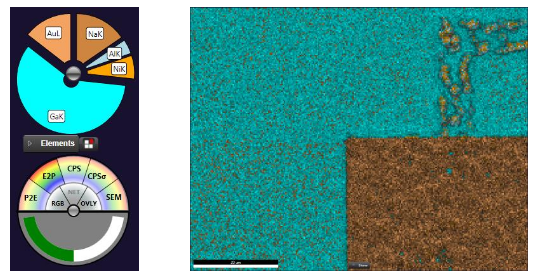 AuL
NaK
AlK
NiK
GaK
Elements
P2E
E2P
CPS
CPSσ
SEM
RGB
NET
OVLY